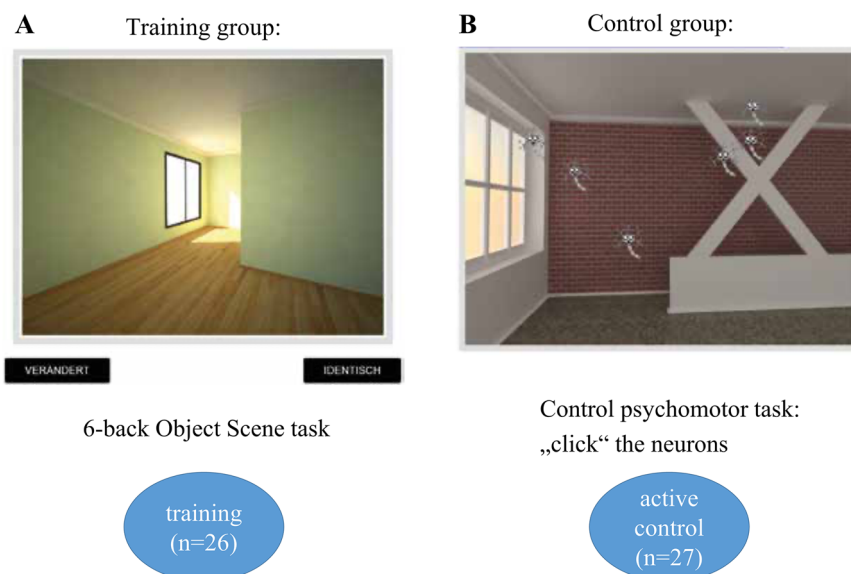 A
Training group:
B
Control group:
VERÄNDERT
IDENTISCH
6-back Object Scene task
Control psychomotor task:
„click“ the neurons
training
(n=26)
active
control
(n=27)